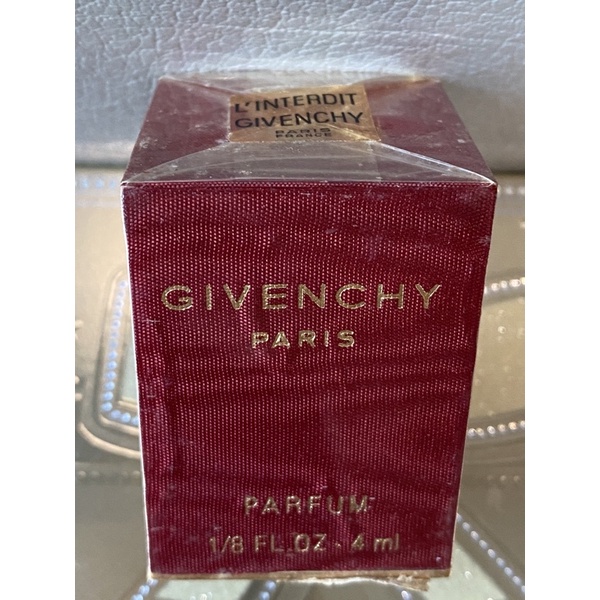 L'INTERDIT
GIVENCHY
PARIS
FRANCE
GIVENCHY
PARIS
PARFUM
1/8 FL.OZ - 4 ml